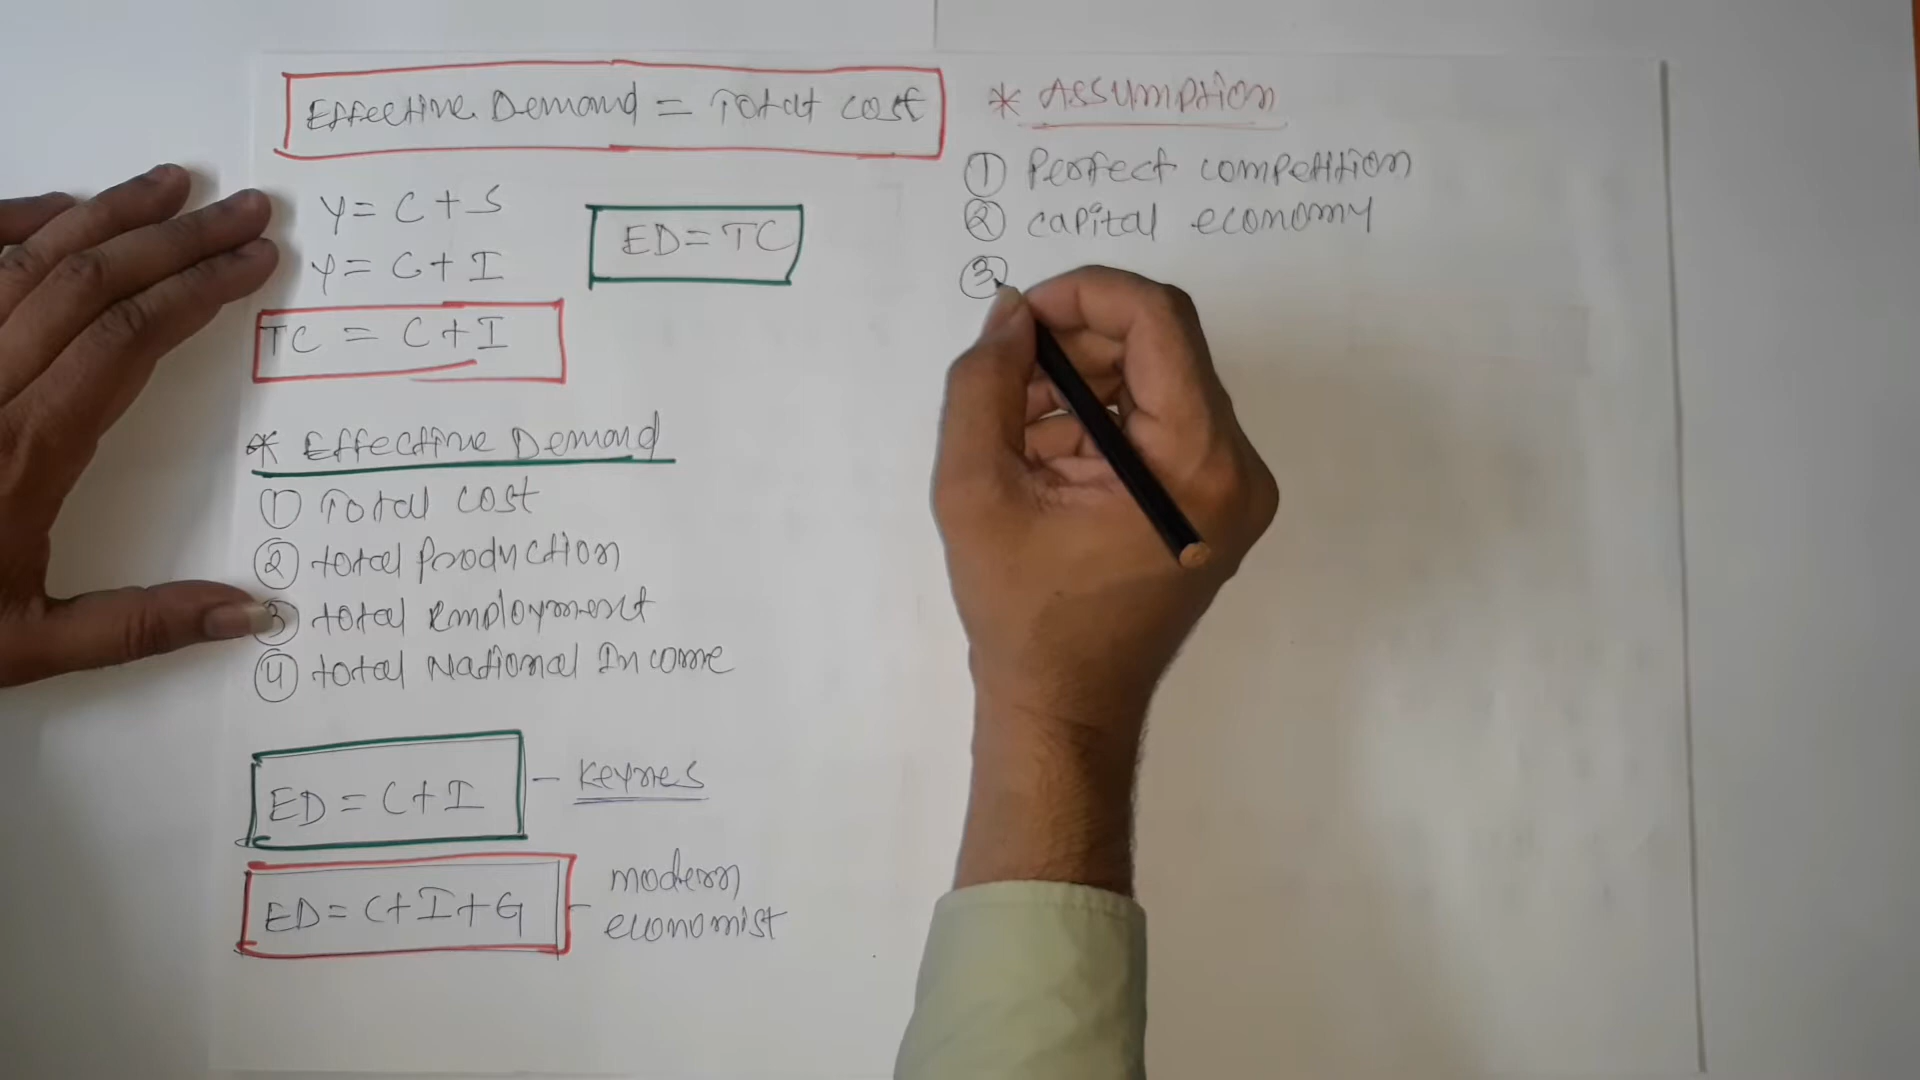 Effective Demand = Total cost
Y = C + S
Y = C + I
ED = TC
TC = C + I
* Effective Demand
① Total cost
② total production
③ total Employment
④ total National Income
ED = C + I - Keynes
ED = C + I + G - modern
economist
* Assumption
① Perfect competition
② capital economy
③